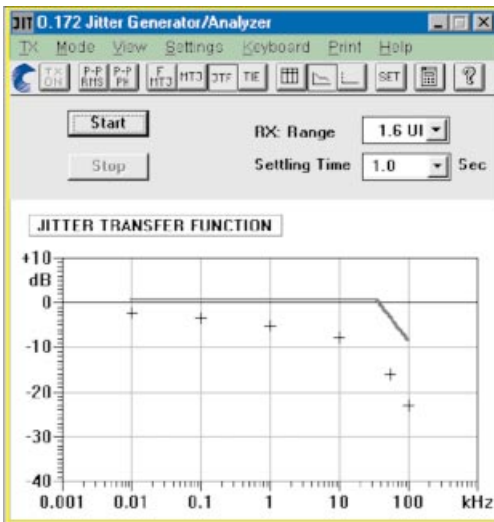 JIT 0.172 Jitter Generator/Analyzer
TX Mode View Settings Keyboard Print Help
TX ON P-P RMS P-P PK F MTJ MTJ JTF TIE SET ?
Start RX: Range 1.6 UI
Stop Settling Time 1.0 Sec
JITTER TRANSFER FUNCTION
+10
dB
0
-10
-20
-30
-40
0.001 0.01 0.1 1 10 100 kHz